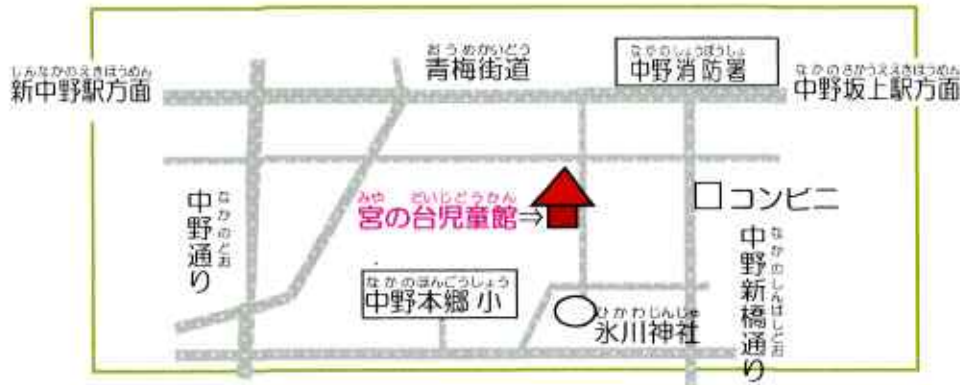 しんなかのえきほうめん
新中野駅方面
おうめかいどう
青梅街道
なかのしょうぼうしょ
中野消防署
なかのさかうええきほうめん
中野坂上駅方面
みや だいじどうかん
宮の台児童館⇒
コンビニ
中野通り
なかのどお
なかのほんごうしょう
中野本郷小
ひかわじんじゃ
氷川神社
中野新橋通り
なかのしんばしどお